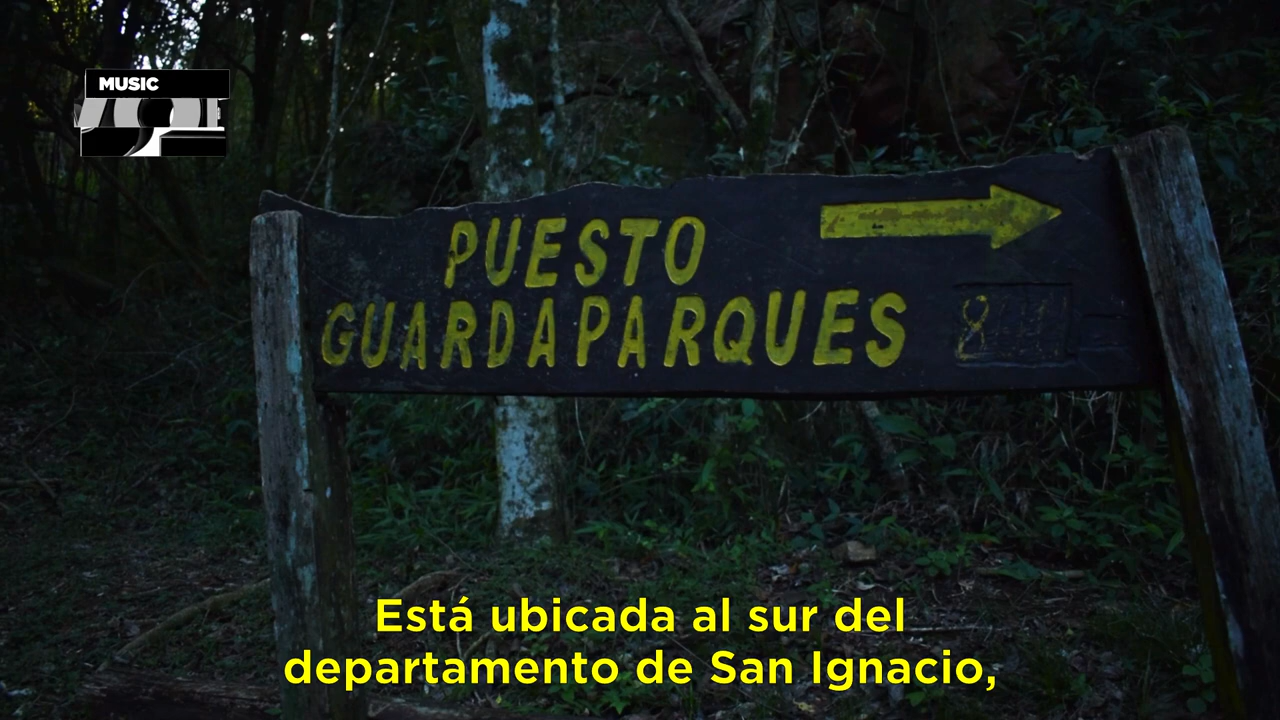 MUSIC
PUESTO
GUARDAPARQUES
Está ubicada al sur del
departamento de San Ignacio,